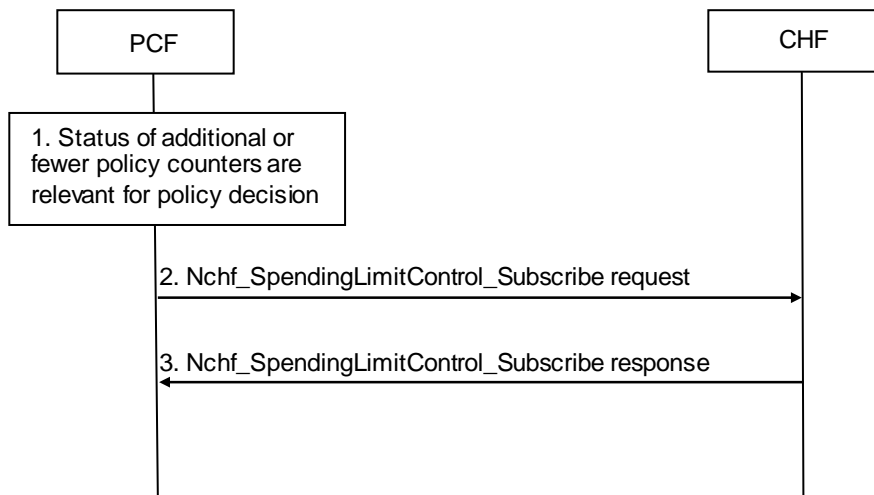 PCF
CHF
1. Status of additional or
fewer policy counters are
relevant for policy decision
2. Nchf_SpendingLimitControl_Subscribe request
3. Nchf_SpendingLimitControl_Subscribe response